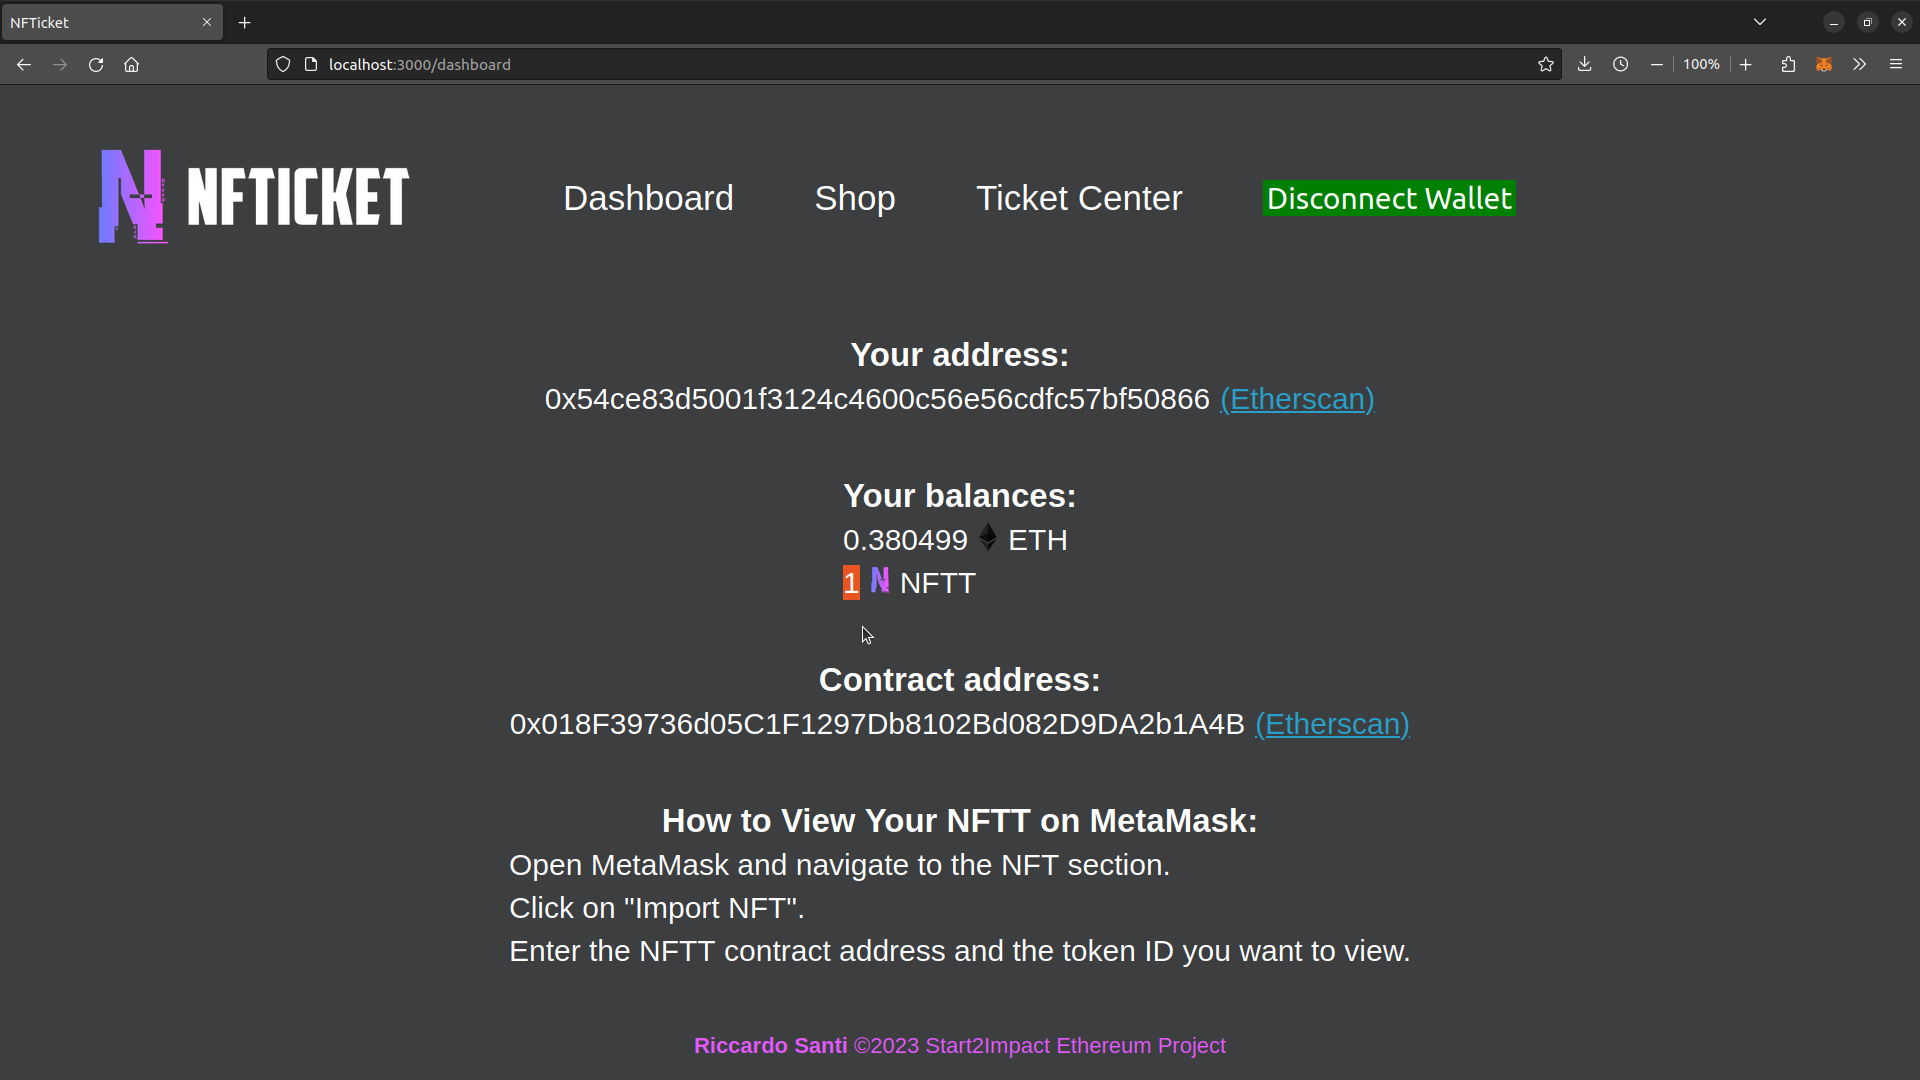 NFTicket
localhost:3000/dashboard
100%
NFTICKET
Dashboard
Shop
Ticket Center
Disconnect Wallet
Your address:
0x54ce83d5001f3124c4600c56e56cdfc57bf50866 (Etherscan)
Your balances:
0.380499 ETH
1 NFTT
Contract address:
0x018F39736d05C1F1297Db8102Bd082D9DA2b1A4B (Etherscan)
How to View Your NFTT on MetaMask:
Open MetaMask and navigate to the NFT section.
Click on "Import NFT".
Enter the NFTT contract address and the token ID you want to view.
Riccardo Santi ©2023 Start2Impact Ethereum Project